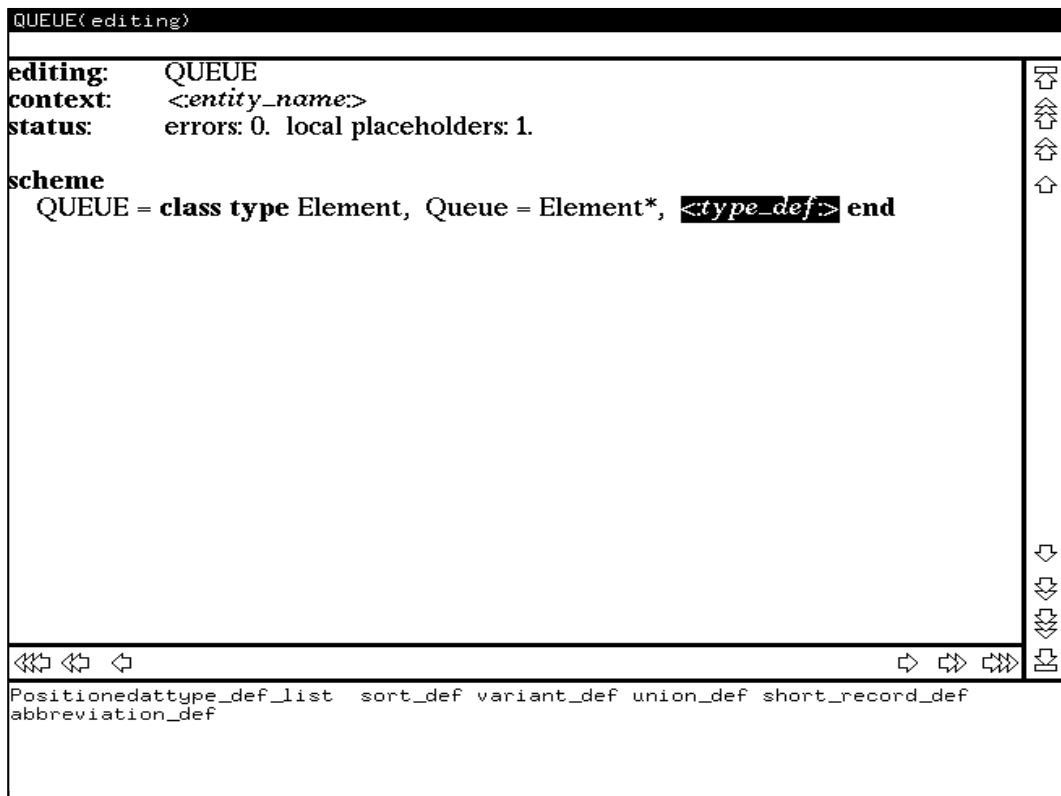 QUEUE(editing)
editing: QUEUE
context: <:entity_name:>
status: errors: 0. local placeholders: 1.
scheme
QUEUE = class type Element, Queue = Element*, <:type_def:> end
Positionedattype_def_list sort_def variant_def union_def short_record_def
abbreviation_def